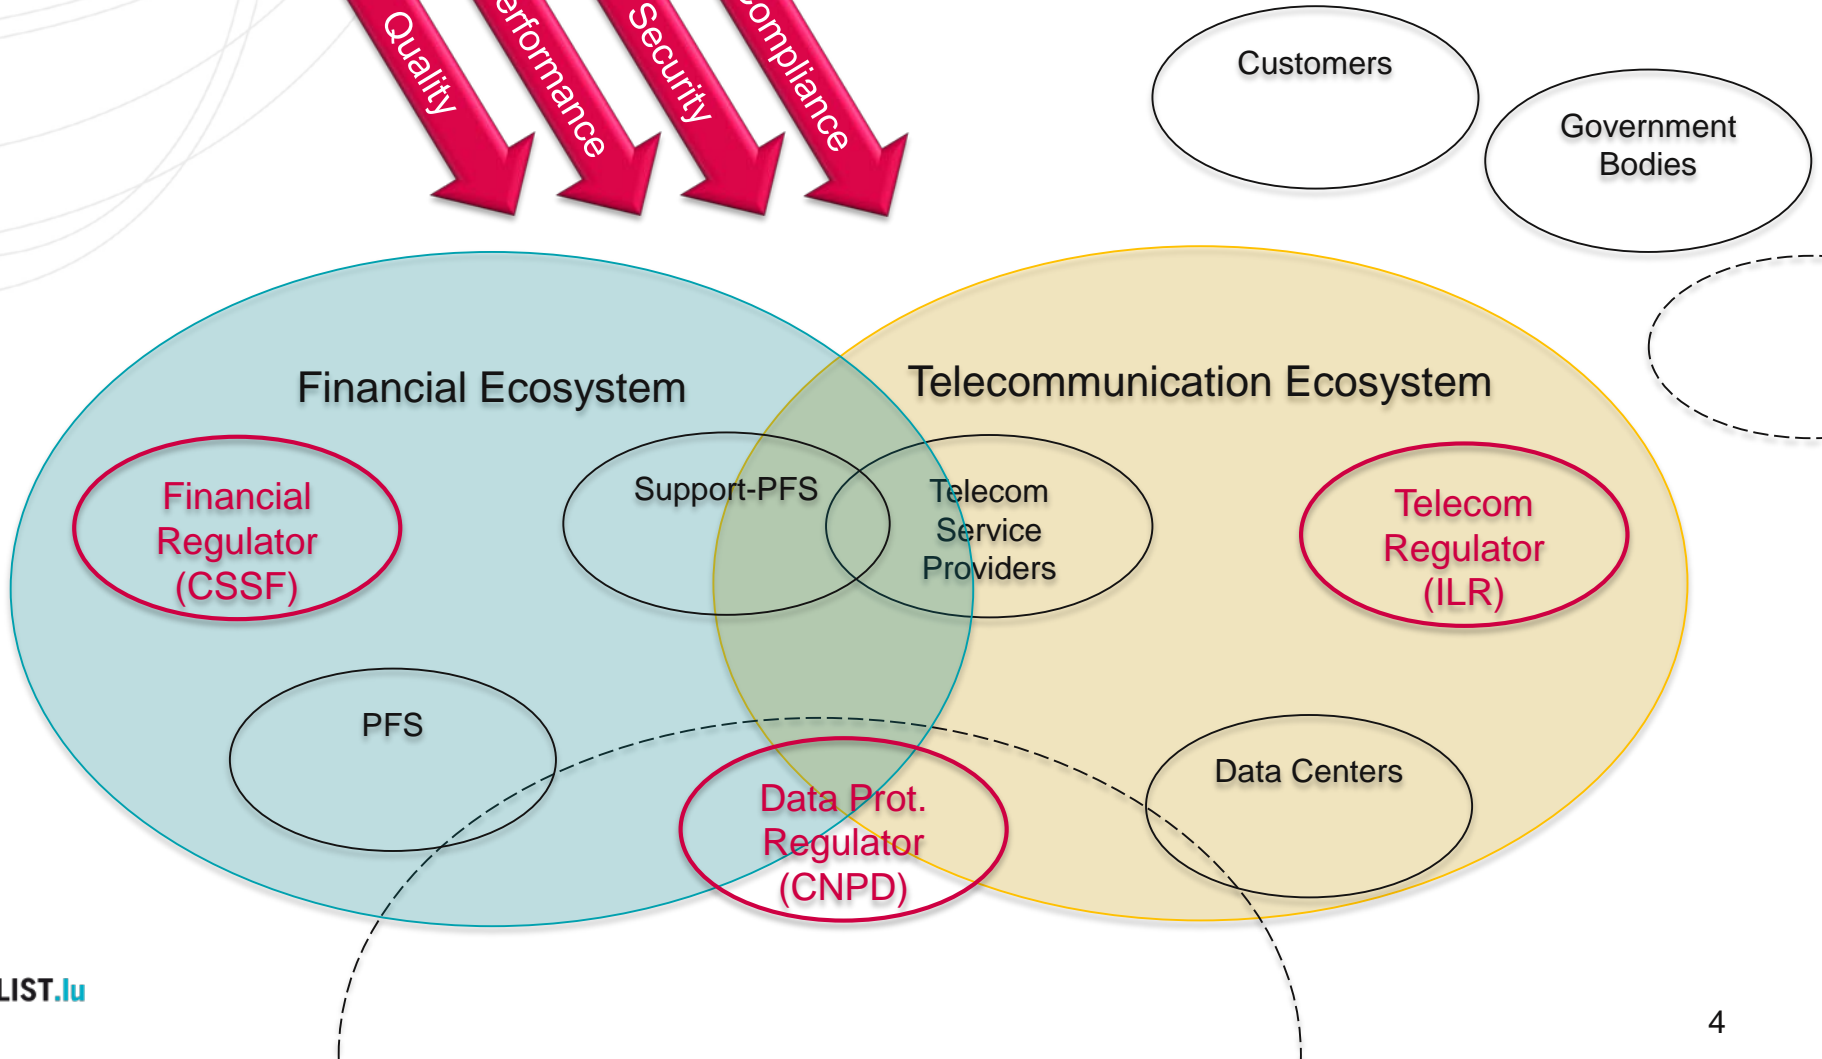 Quality
erformance
Security
ompliance
Customers
Government
Bodies
Financial Ecosystem
Telecommunication Ecosystem
Financial
Regulator
(CSSF)
Support-PFS
Telecom
Service
Providers
Telecom
Regulator
(ILR)
PFS
Data Centers
Data Prot.
Regulator
(CNPD)
LIST.lu
4